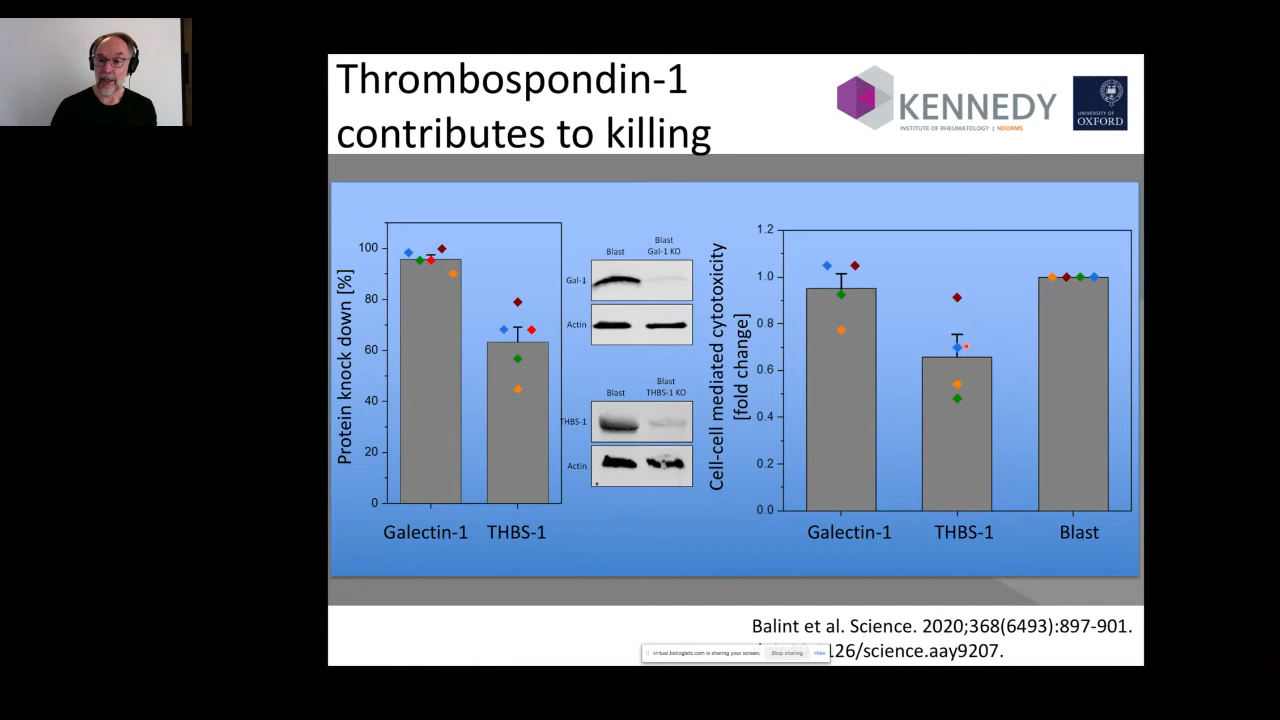 Thrombospondin-1
contributes to killing
KENNEDY
INSTITUTE OF RHEUMATOLOGY | NDORMS
UNIVERSITY OF
OXFORD
Protein knock down [%]
100
80
60
40
20
0
Galectin-1
THBS-1
Blast
Blast
Gal-1 KO
Gal-1
Actin
Blast
Blast
THBS-1 KO
THBS-1
Actin
Cell-cell mediated cytotoxicity
[fold change]
1.2
1.0
0.8
0.6
0.4
0.2
0.0
Galectin-1
THBS-1
Blast
Balint et al. Science. 2020;368(6493):897-901.
126/science.aay9207.
virtual.biologists.com is sharing your screen.
Stop sharing
Hide